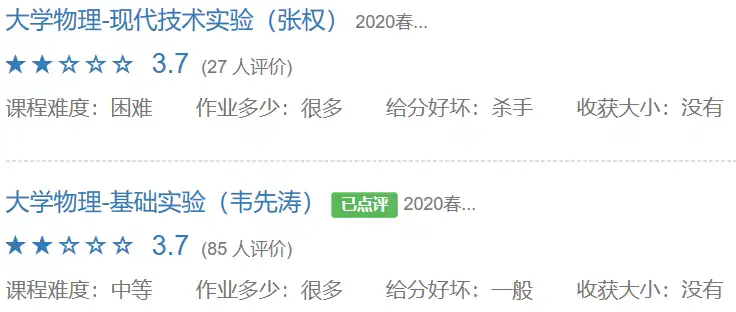 大学物理-现代技术实验（张权） 2020春...
★★☆☆☆ 3.7 (27 人评价)
课程难度：困难 作业多少：很多 给分好坏：杀手 收获大小：没有
大学物理-基础实验（韦先涛） 已点评 2020春...
★★☆☆☆ 3.7 (85 人评价)
课程难度：中等 作业多少：很多 给分好坏：一般 收获大小：没有